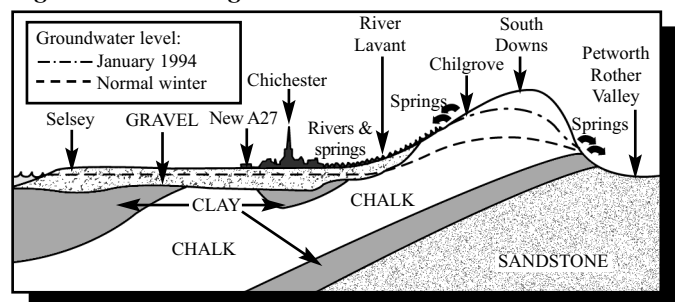 Groundwater level:
January 1994
Normal winter
River
Lavant
South
Downs
Petworth
Rother
Valley
Chichester
Chilgrove
Springs
Selsey
GRAVEL
New A27
Rivers &
springs
Springs
CLAY
CHALK
CHALK
SANDSTONE